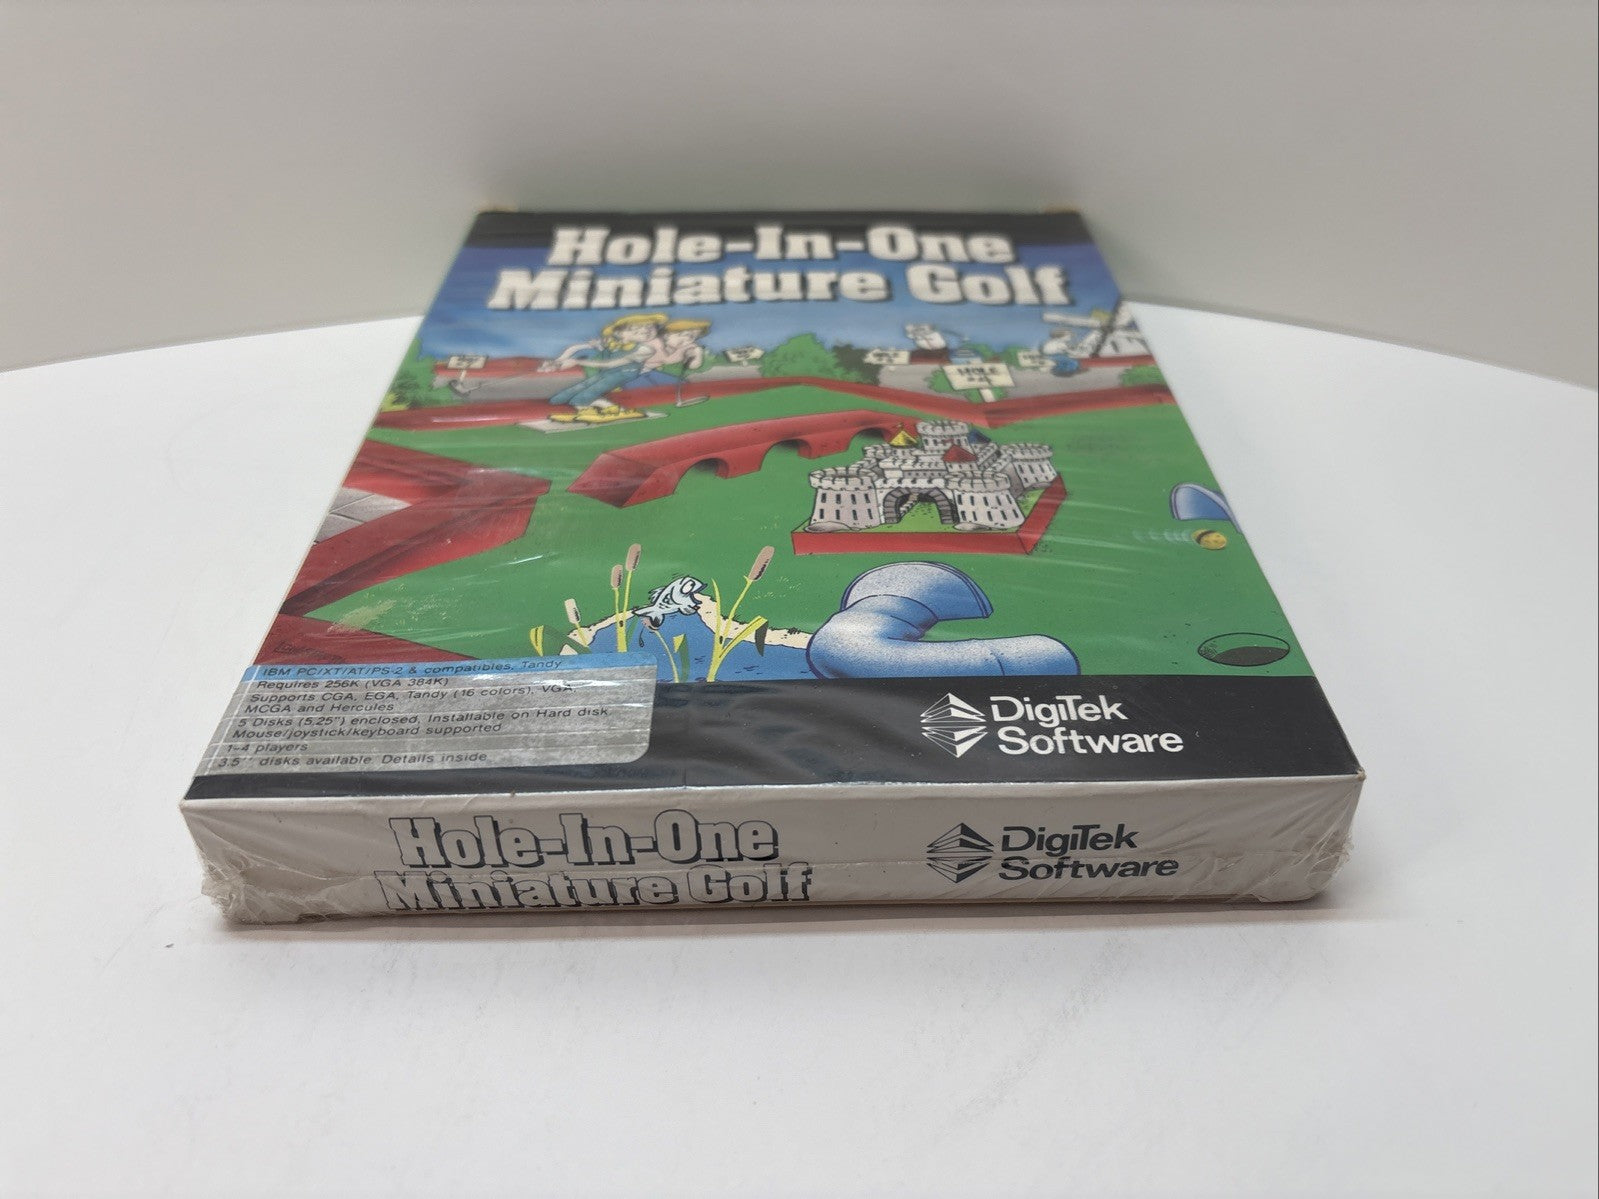 Hole-In-One
Miniature Golf
HOLE
IBM PC/XT/AT/PS-2 & compatibles, Tandy
Requires 256K (VGA 384K)
Supports CGA, EGA, Tandy (16 colors), VGA,
MCGA and Hercules
5 Disks (5.25") enclosed, Installable on Hard disk
Mouse/joystick/keyboard supported
1-4 players
3.5" disks available. Details inside
DigiTek
Software
Hole-In-One
Miniature Golf
DigiTek
Software